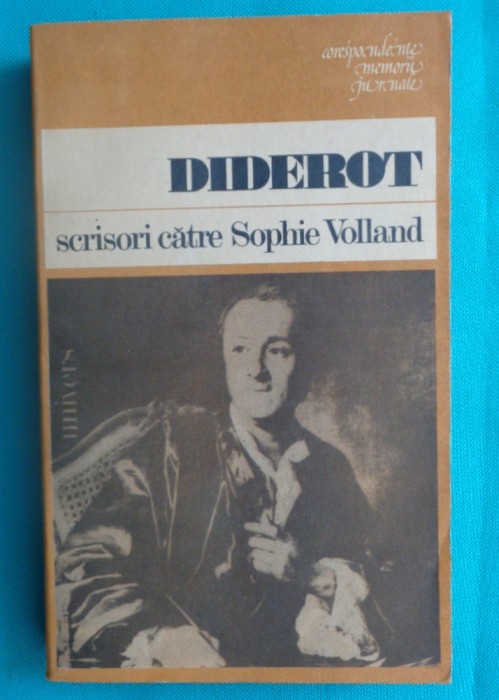 corespondențe
memorii
jurnale
DIDEROT
scrisori către Sophie Volland
univers